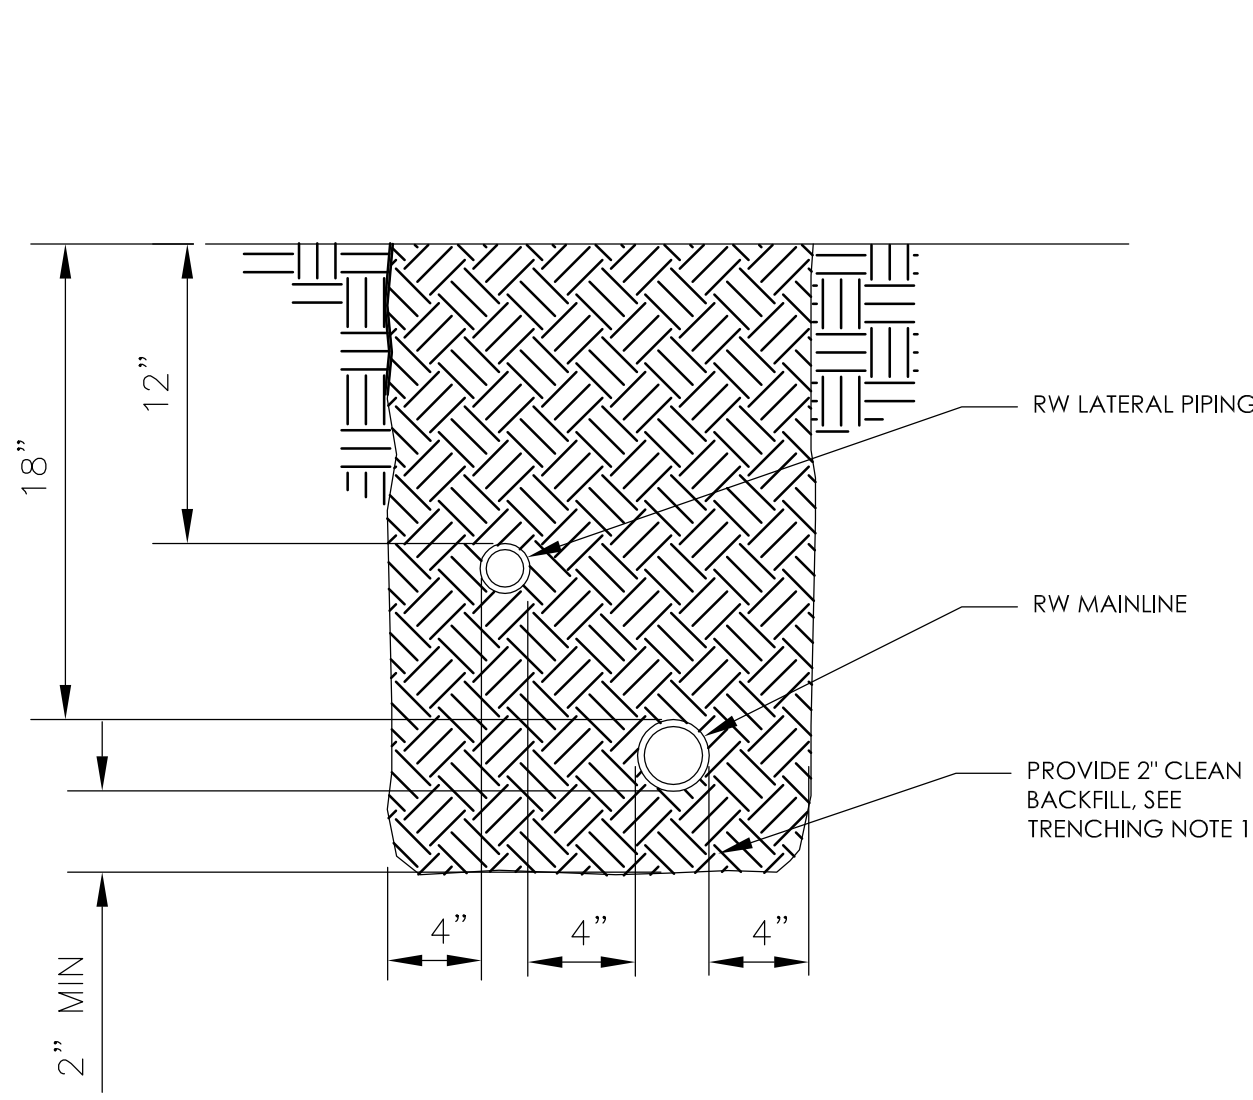 12”
18”
RW LATERAL PIPING
RW MAINLINE
PROVIDE 2" CLEAN
BACKFILL, SEE
TRENCHING NOTE 1
4”
4”
4”
2” MIN